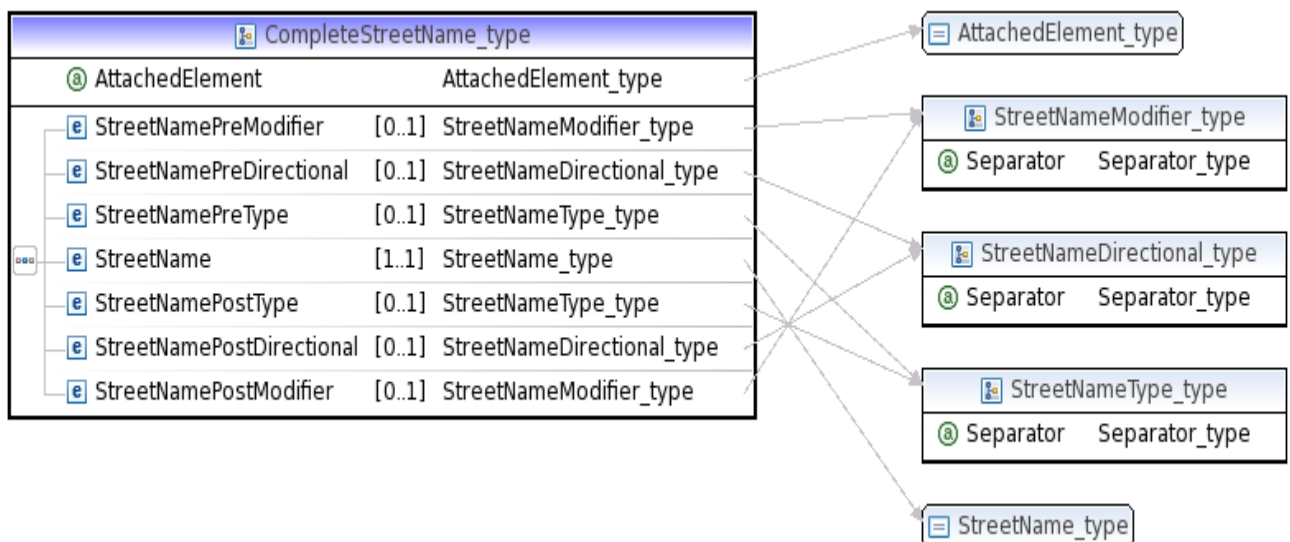 CompleteStreetName_type
AttachedElement AttachedElement_type
StreetNamePreModifier [0..1] StreetNameModifier_type
StreetNamePreDirectional [0..1] StreetNameDirectional_type
StreetNamePreType [0..1] StreetNameType_type
StreetName [1..1] StreetName_type
StreetNamePostType [0..1] StreetNameType_type
StreetNamePostDirectional [0..1] StreetNameDirectional_type
StreetNamePostModifier [0..1] StreetNameModifier_type
AttachedElement_type
StreetNameModifier_type
Separator Separator_type
StreetNameDirectional_type
Separator Separator_type
StreetNameType_type
Separator Separator_type
StreetName_type